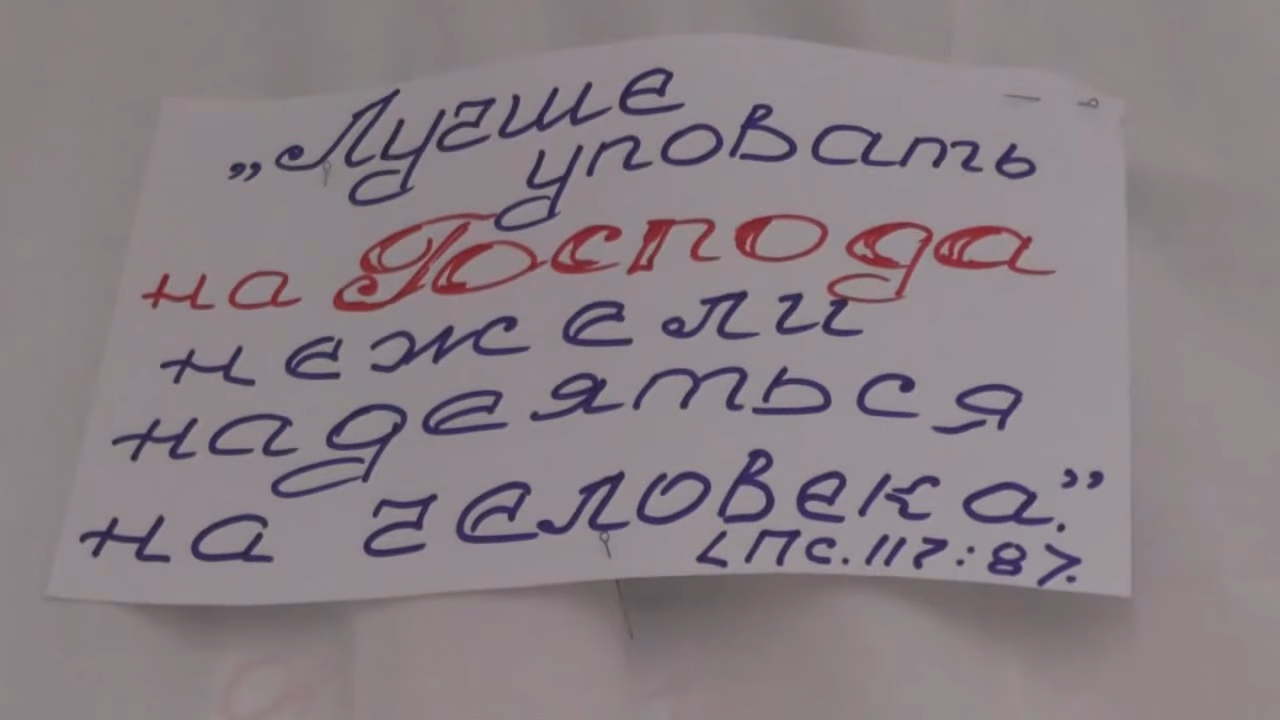 „Лучше
уповать
на Господа
нежели
надеяться
на человека."
<Пс. 117:8>.